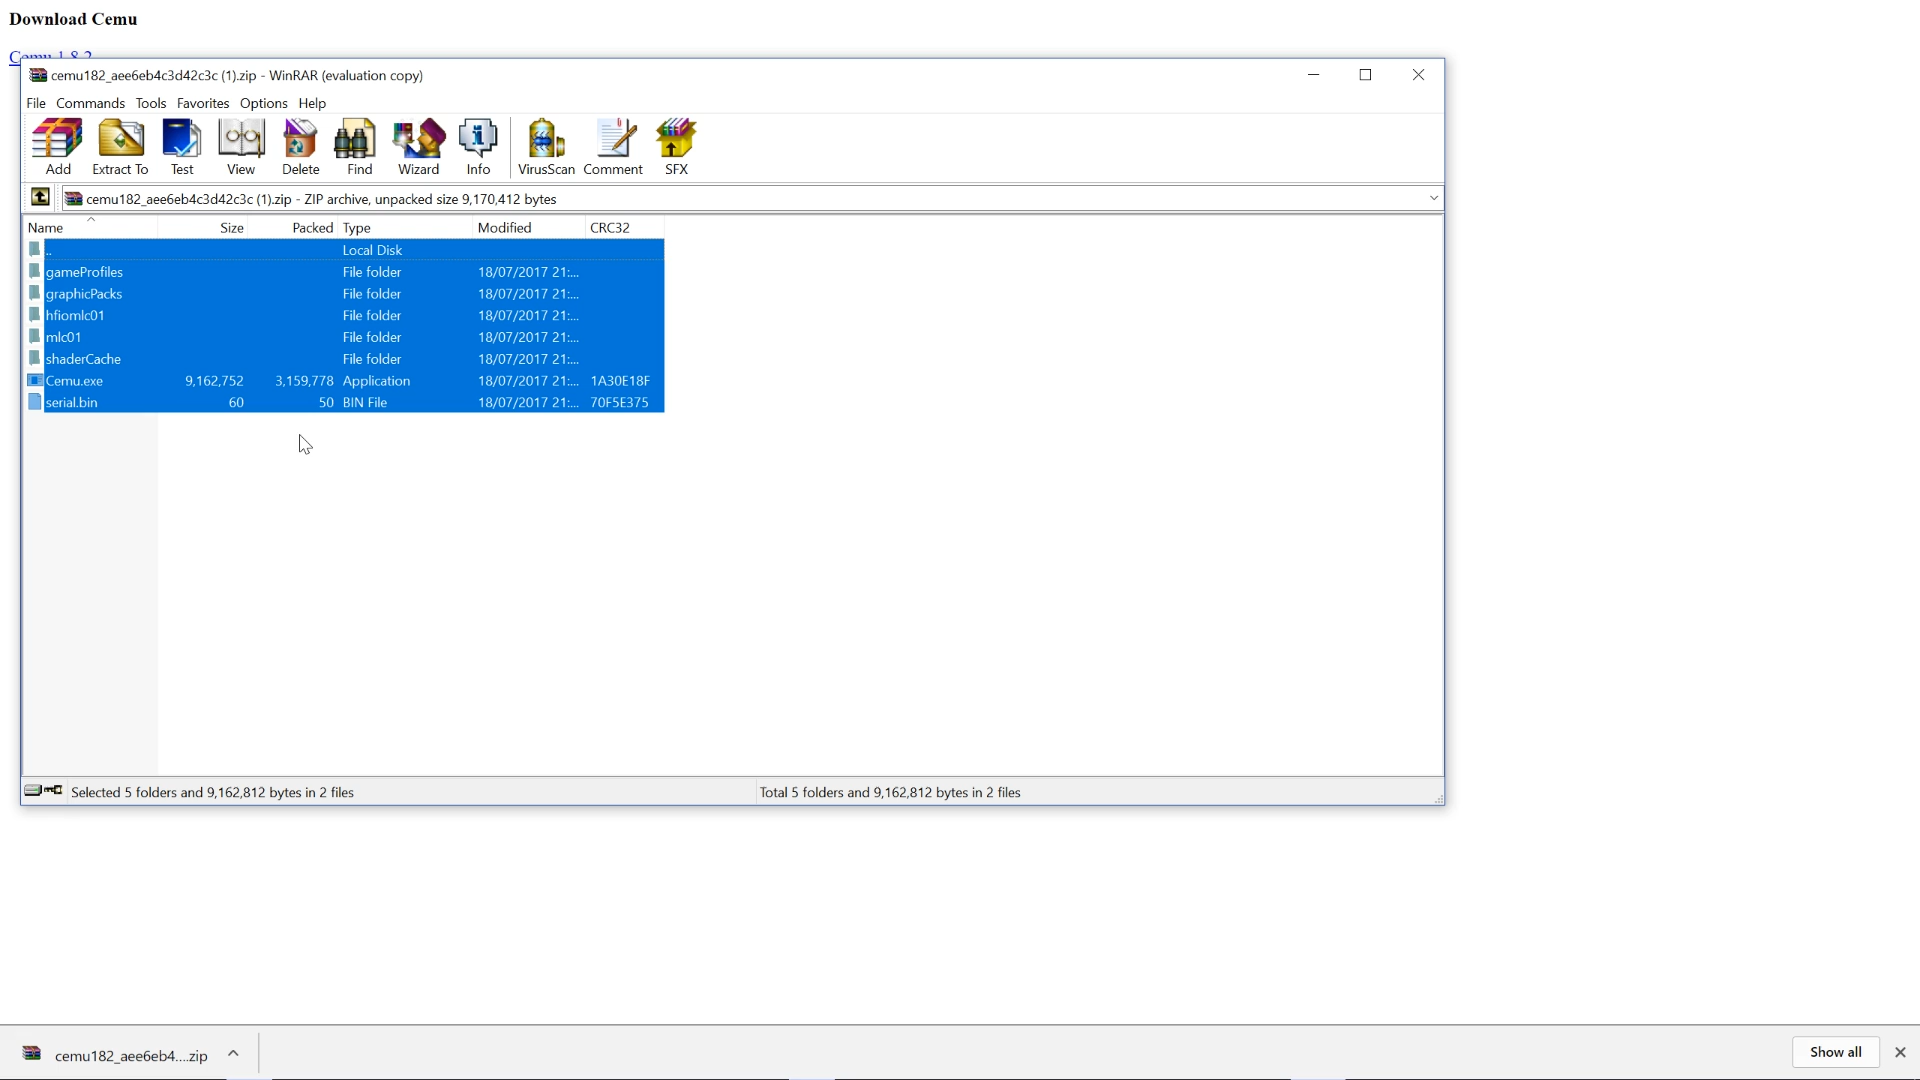 Download Cemu
Cemu 1.8.2
cemu182_aee6eb4c3d42c3c (1).zip - WinRAR (evaluation copy)
File Commands Tools Favorites Options Help
Add Extract To Test View Delete Find Wizard Info VirusScan Comment SFX
cemu182_aee6eb4c3d42c3c (1).zip - ZIP archive, unpacked size 9,170,412 bytes
Name Size Packed Type Modified CRC32
.. Local Disk
gameProfiles File folder 18/07/2017 21:...
graphicPacks File folder 18/07/2017 21:...
hfiomlc01 File folder 18/07/2017 21:...
mlc01 File folder 18/07/2017 21:...
shaderCache File folder 18/07/2017 21:...
Cemu.exe 9,162,752 3,159,778 Application 18/07/2017 21:... 1A30E18F
serial.bin 60 50 BIN File 18/07/2017 21:... 70F5E375
Selected 5 folders and 9,162,812 bytes in 2 files Total 5 folders and 9,162,812 bytes in 2 files
cemu182_aee6eb4....zip Show all